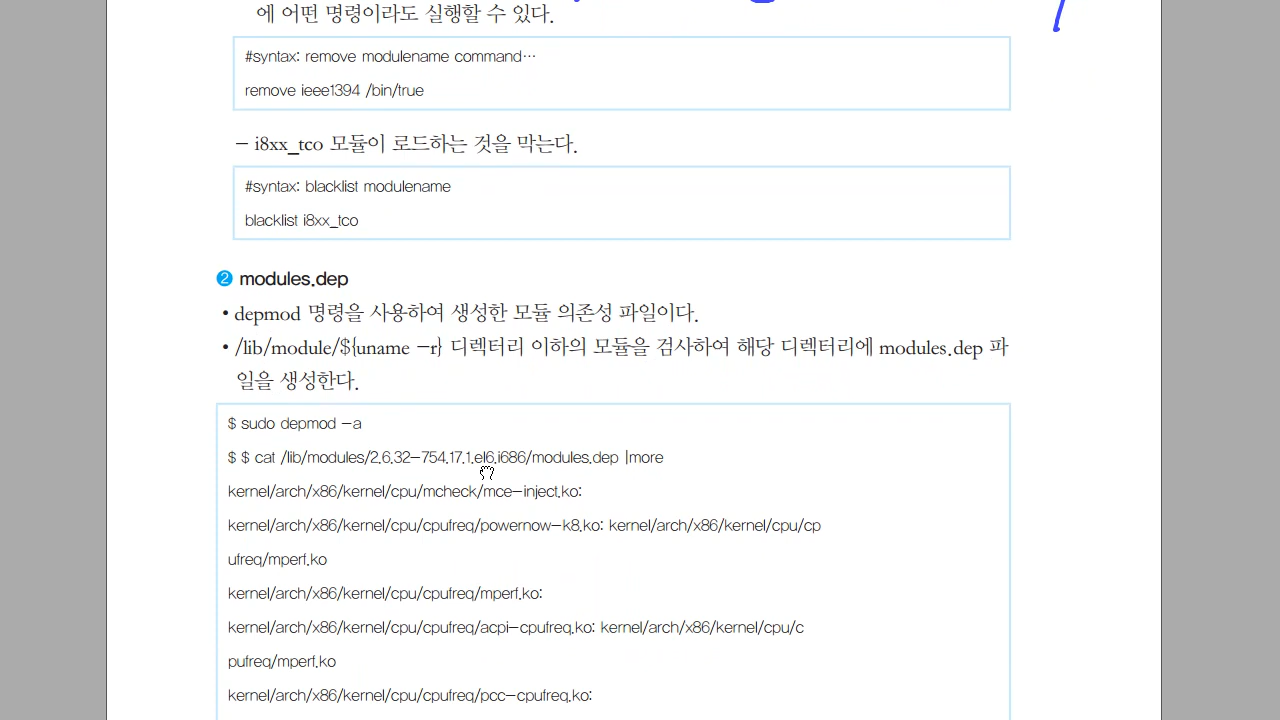 에 어떤 명령이라도 실행할 수 있다.
#syntax: remove modulename command…
remove ieee1394 /bin/true
– i8xx_tco 모듈이 로드하는 것을 막는다.
#syntax: blacklist modulename
blacklist i8xx_tco
2 modules.dep
• depmod 명령을 사용하여 생성한 모듈 의존성 파일이다.
• /lib/module/${uname –r} 디렉터리 이하의 모듈을 검사하여 해당 디렉터리에 modules.dep 파
일을 생성한다.
$ sudo depmod –a
$ $ cat /lib/modules/2.6.32–754.17.1.el6.i686/modules.dep |more
kernel/arch/x86/kernel/cpu/mcheck/mce–inject.ko:
kernel/arch/x86/kernel/cpu/cpufreq/powernow–k8.ko: kernel/arch/x86/kernel/cpu/cp
ufreq/mperf.ko
kernel/arch/x86/kernel/cpu/cpufreq/mperf.ko:
kernel/arch/x86/kernel/cpu/cpufreq/acpi–cpufreq.ko: kernel/arch/x86/kernel/cpu/c
pufreq/mperf.ko
kernel/arch/x86/kernel/cpu/cpufreq/pcc–cpufreq.ko: